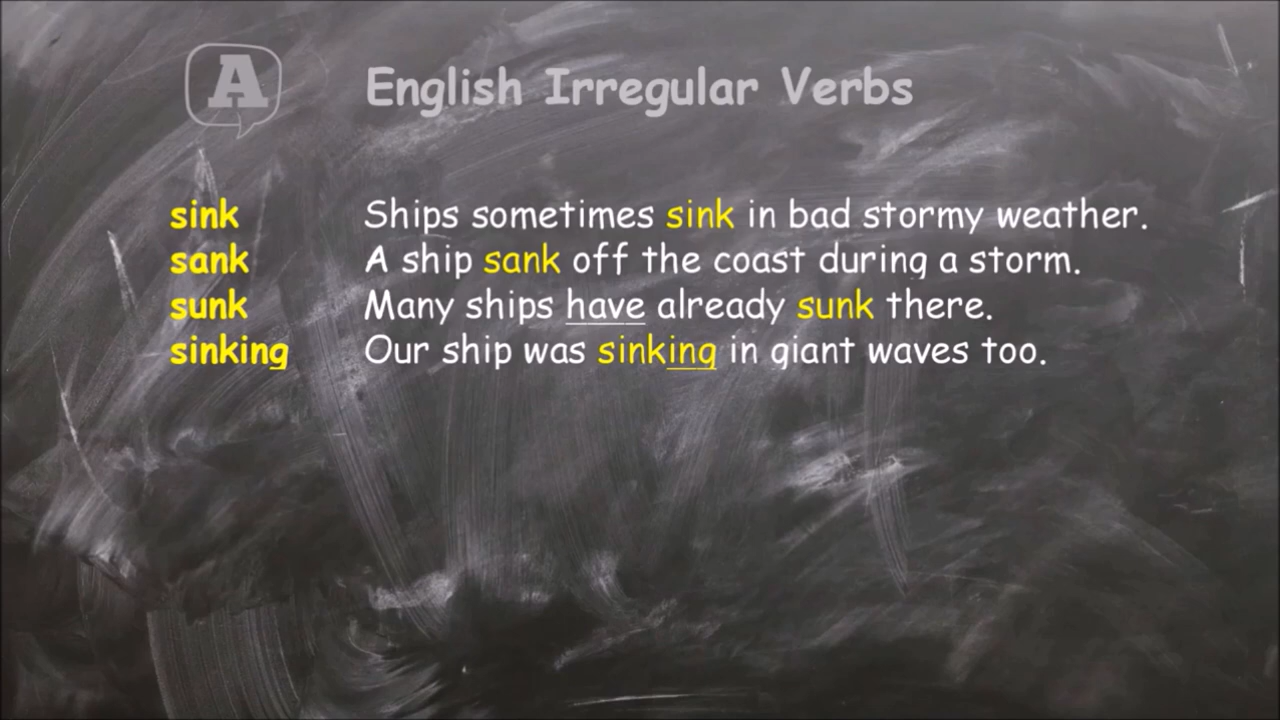 A English Irregular Verbs
sink Ships sometimes sink in bad stormy weather.
sank A ship sank off the coast during a storm.
sunk Many ships have already sunk there.
sinking Our ship was sinking in giant waves too.